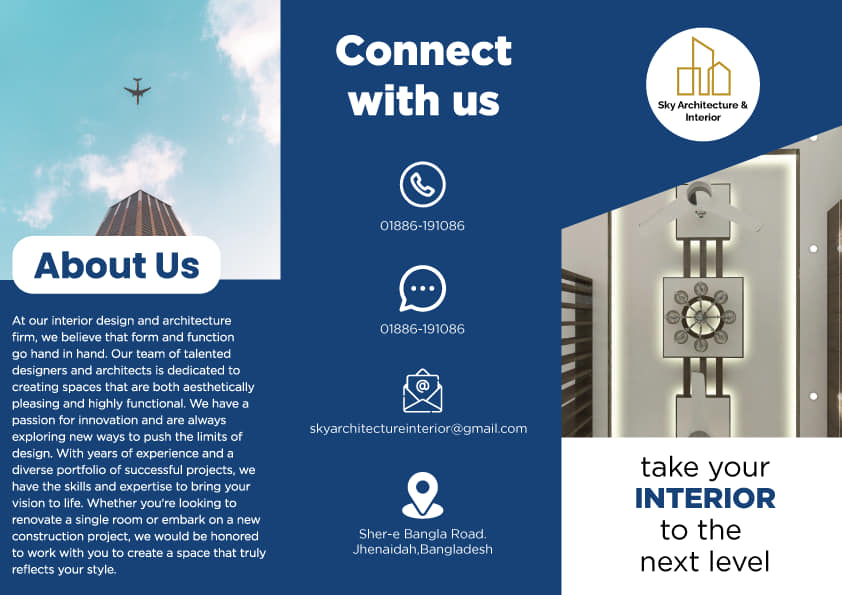 About Us
At our interior design and architecture
firm, we believe that form and function
go hand in hand. Our team of talented
designers and architects is dedicated to
creating spaces that are both aesthetically
pleasing and highly functional. We have a
passion for innovation and are always
exploring new ways to push the limits of
design. With years of experience and a
diverse portfolio of successful projects, we
have the skills and expertise to bring your
vision to life. Whether you're looking to
renovate a single room or embark on a new
construction project, we would be honored
to work with you to create a space that truly
reflects your style.
Connect
with us
01886-191086
01886-191086
@
skyarchitectureinterior@gmail.com
Sher-e Bangla Road.
Jhenaidah,Bangladesh
Sky Architecture &
Interior
take your
INTERIOR
to the
next level